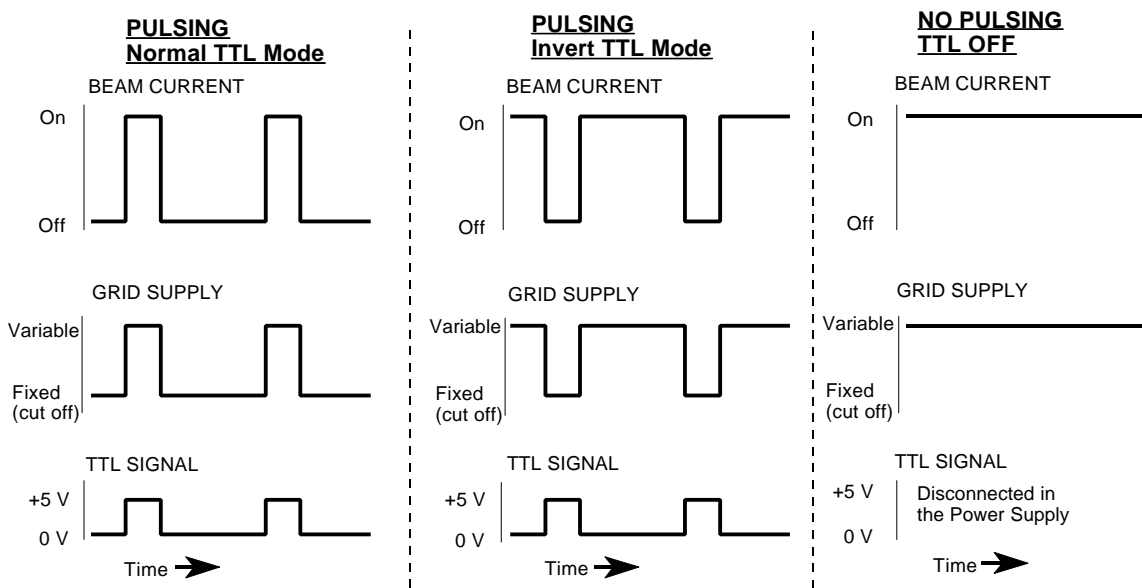 PULSING
Normal TTL Mode
BEAM CURRENT
On
Off
GRID SUPPLY
Variable
Fixed
(cut off)
TTL SIGNAL
+5 V
0 V
Time
PULSING
Invert TTL Mode
BEAM CURRENT
On
Off
GRID SUPPLY
Variable
Fixed
(cut off)
TTL SIGNAL
+5 V
0 V
Time
NO PULSING
TTL OFF
BEAM CURRENT
On
Off
GRID SUPPLY
Variable
Fixed
(cut off)
TTL SIGNAL
+5 V
0 V
Disconnected in
the Power Supply
Time